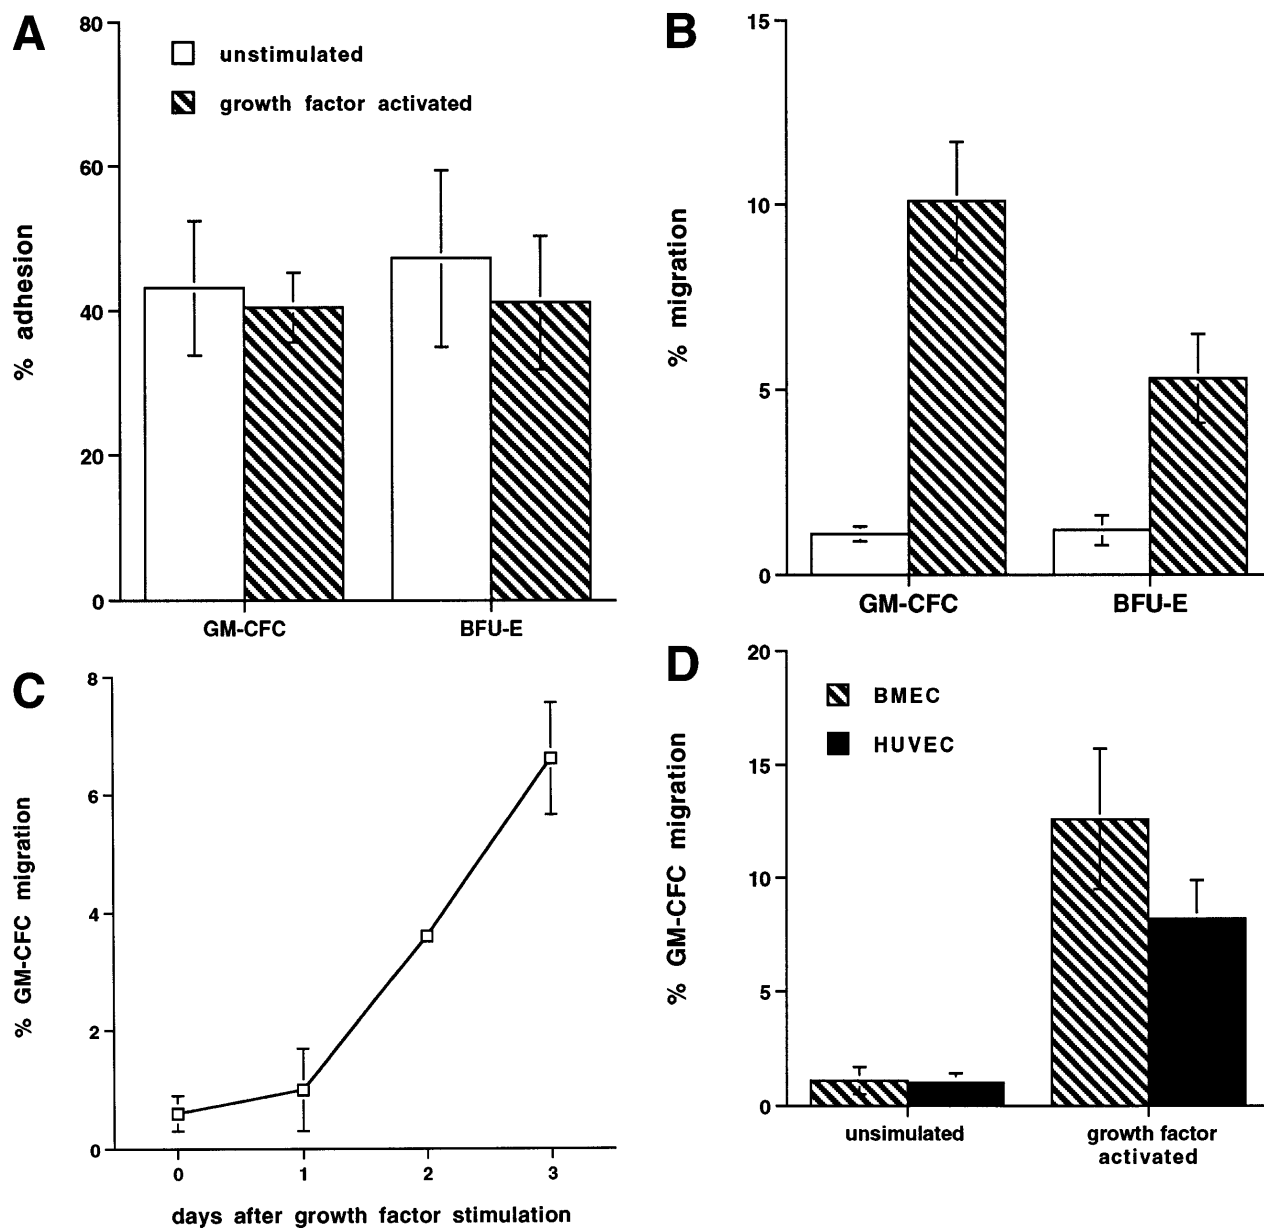 A
80
60
40
20
0
% adhesion
unstimulated
growth factor activated
GM-CFC
BFU-E
B
15
10
5
0
% migration
GM-CFC
BFU-E
C
8
6
4
2
0
% GM-CFC migration
0
1
2
3
days after growth factor stimulation
D
20
15
10
5
0
% GM-CFC migration
BMEC
HUVEC
unsimulated
growth factor
activated